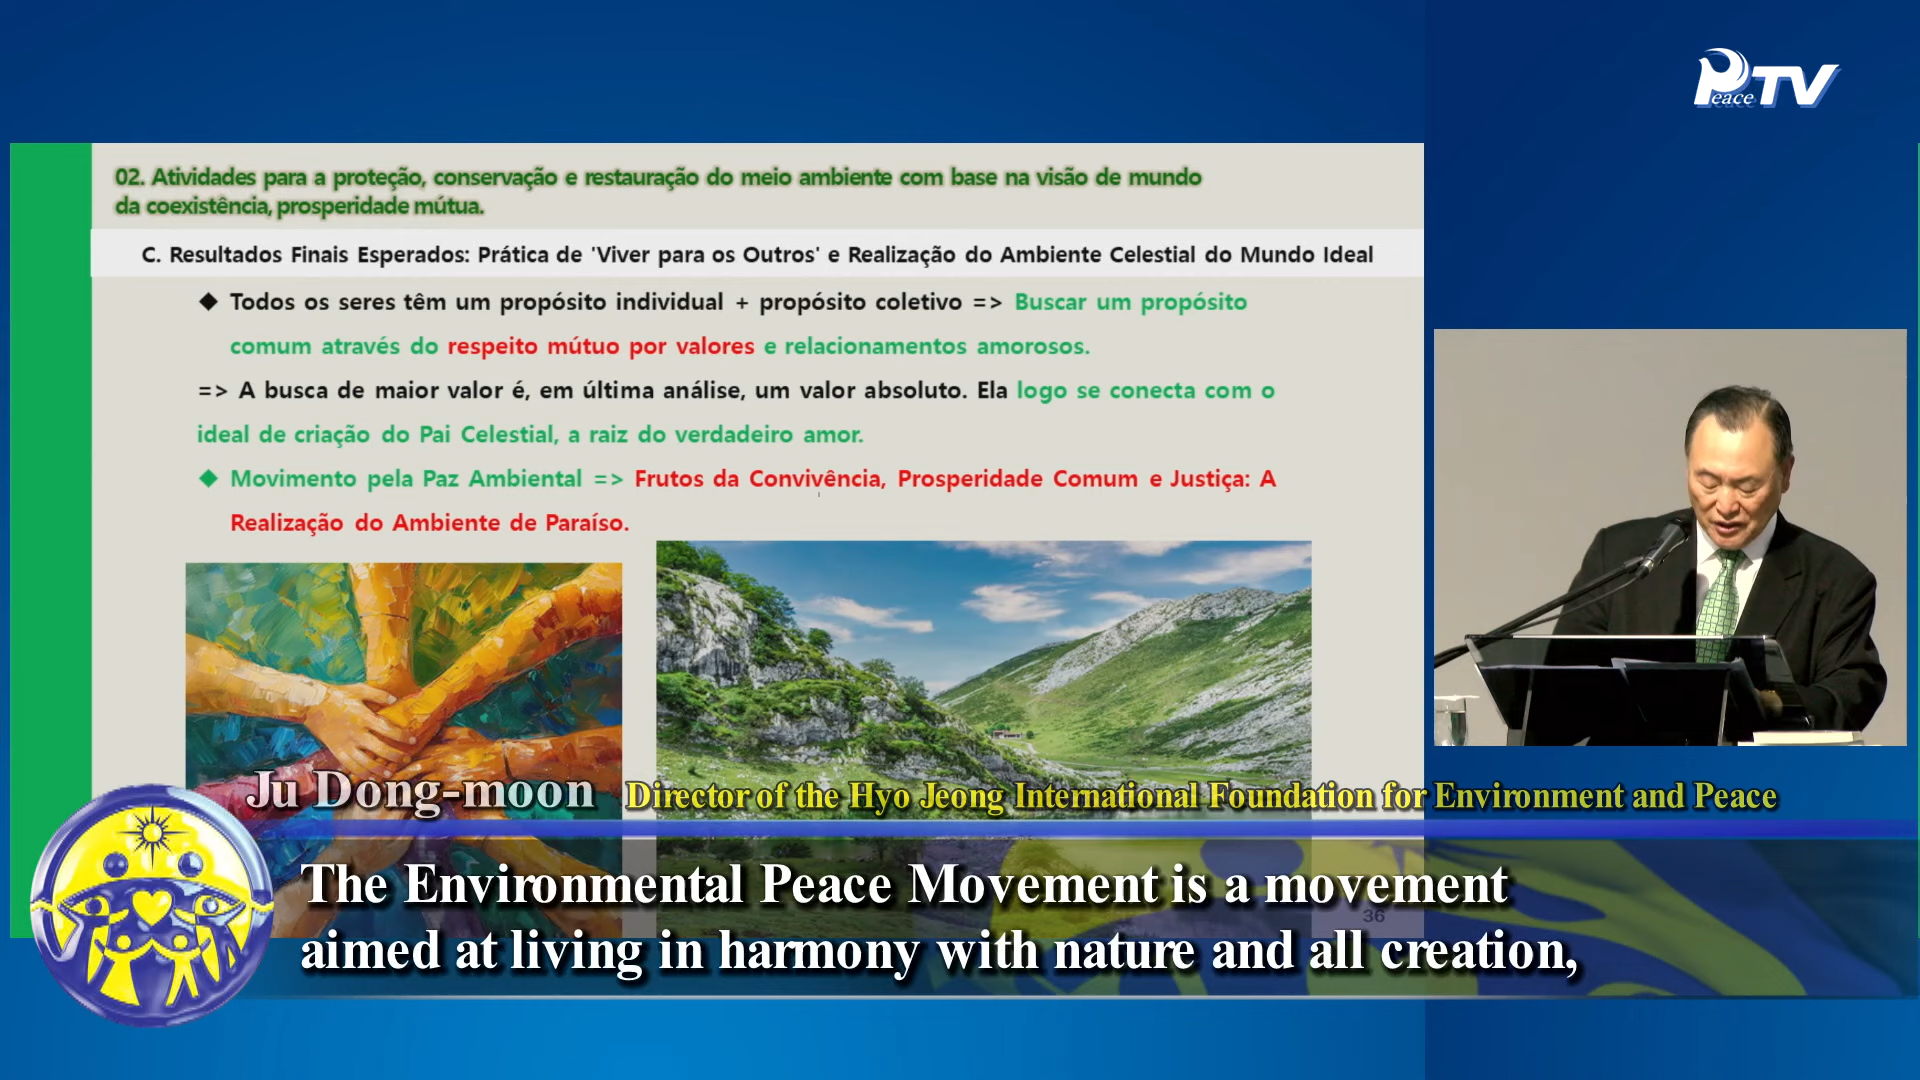 Peace TV
02. Atividades para a proteção, conservação e restauração do meio ambiente com base na visão de mundo
da coexistência, prosperidade mútua.
C. Resultados Finais Esperados: Prática de 'Viver para os Outros' e Realização do Ambiente Celestial do Mundo Ideal
◆ Todos os seres têm um propósito individual + propósito coletivo => Buscar um propósito
comum através do respeito mútuo por valores e relacionamentos amorosos.
=> A busca de maior valor é, em última análise, um valor absoluto. Ela logo se conecta com o
ideal de criação do Pai Celestial, a raiz do verdadeiro amor.
◆ Movimento pela Paz Ambiental => Frutos da Convivência, Prosperidade Comum e Justiça: A
Realização do Ambiente de Paraíso.
Ju Dong-moon Director of the Hyo Jeong International Foundation for Environment and Peace
The Environmental Peace Movement is a movement
36
aimed at living in harmony with nature and all creation,